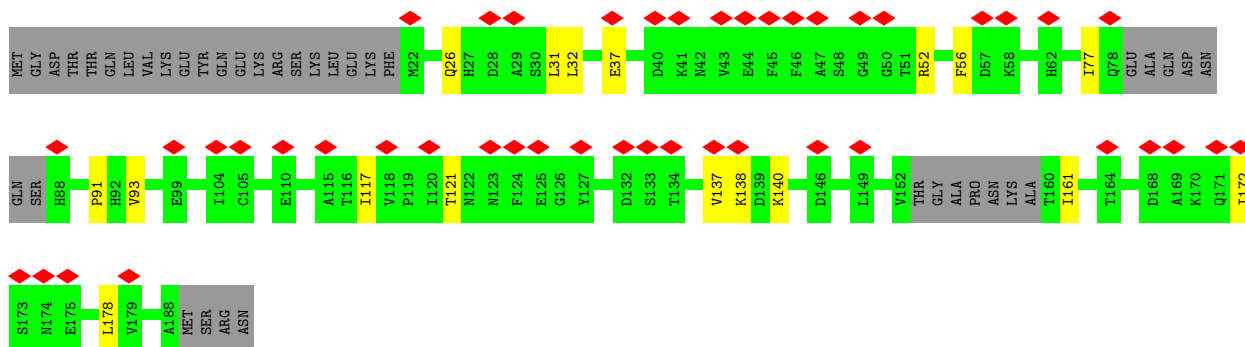 MET GLY ASP THR THR GLN LEU VAL LYS GLU TYR GLN GLU LYS ARG SER LYS LEU GLU LYS PHE M22 Q26 H27 D28 A29 S30 L31 L32 E37 D40 K41 N42 V43 E44 F45 F46 A47 S48 G49 G50 T51 R52 F56 D57 K58 H62 I77 Q78 GLU ALA GLN ASP ASN
GLN SER H88 P91 H92 V93 E99 I104 C105 E110 A115 T116 I117 V118 P119 I120 T121 N122 N123 F124 E125 G126 Y127 D132 S133 T134 V137 K138 D139 K140 D146 L149 V152 THR GLY ALA PRO ASN LYS ALA T160 I161 T164 D168 A169 K170 Q171 I172
S173 N174 E175 L178 V179 A188 MET SER ARG ASN